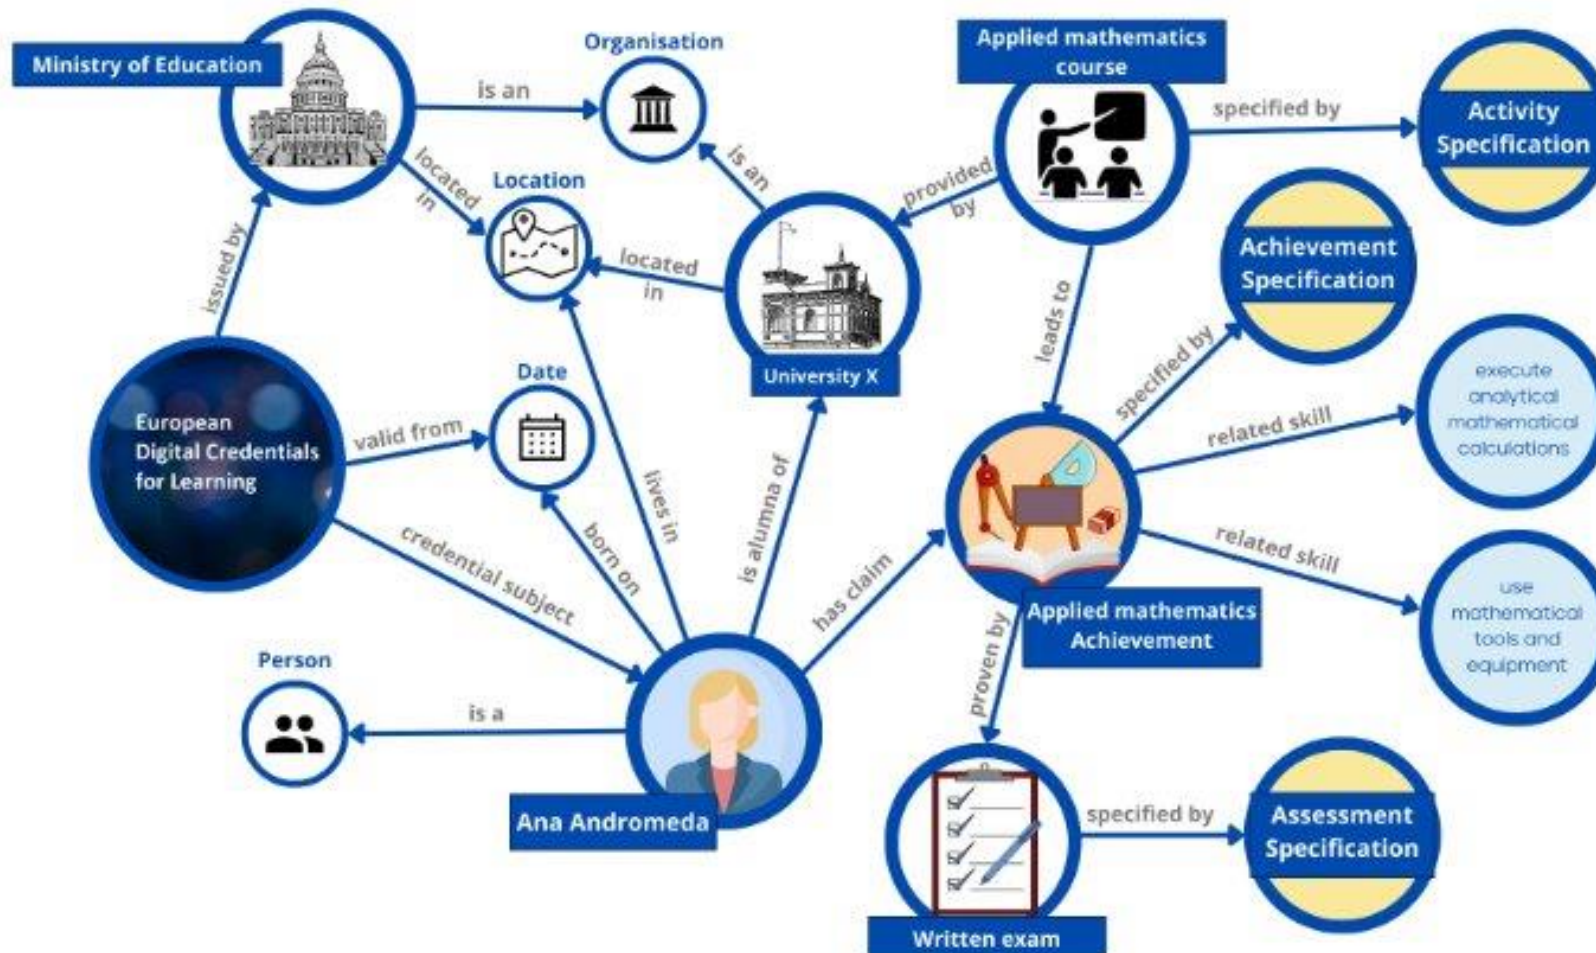 Ministry of Education
Organisation
Applied mathematics
course
is an
specified by
Activity
Specification
located
in
Location
is an
provided
by
Achievement
Specification
issued by
located
in
leads to
specified by
University X
Date
European
Digital Credentials
for Learning
valid from
execute
analytical
mathematical
calculations
related skill
lives in
is alumna of
born on
credential subject
has claim
related skill
use
mathematical
tools and
equipment
Applied mathematics
Achievement
proven by
Person
is a
Ana Andromeda
specified by
Assessment
Specification
Written exam